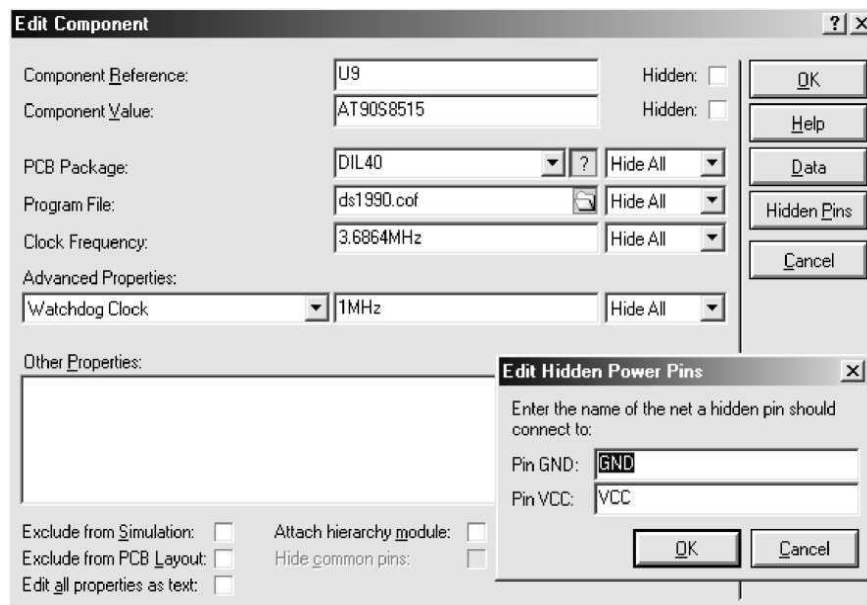 Edit Component
Component Reference: U9 Hidden: OK
Component Value: AT90S8515 Hidden: Help
PCB Package: DIL40 ? Hide All Data
Program File: ds1990.cof Hide All Hidden Pins
Clock Frequency: 3.6864MHz Hide All Cancel
Advanced Properties:
Watchdog Clock 1MHz Hide All
Other Properties:
Edit Hidden Power Pins
Enter the name of the net a hidden pin should
connect to:
Pin GND: GND
Pin VCC: VCC
OK Cancel
Exclude from Simulation: Attach hierarchy module:
Exclude from PCB Layout: Hide common pins:
Edit all properties as text: